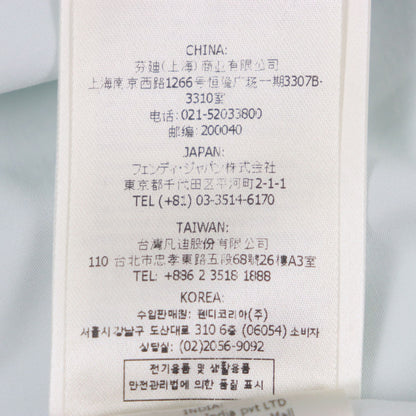 CHINA:
芬迪(上海)商业有限公司
上海南京西路1266号恒隆广场一期3307B-
3310室
电话: 021-52033800
邮编: 200040
JAPAN:
フェンディ・ジャパン株式会社
東京都千代田区平河町2-1-1
TEL (+81) 03-3514-6170
TAIWAN:
台灣凡迪股份有限公司
110 台北市忠孝東路五段68號26樓A3室
TEL: +886 2 3518 1888
KOREA:
수입판매원: 펜디코리아(주)
서울시강남구 도산대로 310 6층 (06054) 소비자
상담실: (02)2056-9092
전기용품 및 생활용품
안전관리법에 의한 품질 표시
INDIA
India pvt LTD